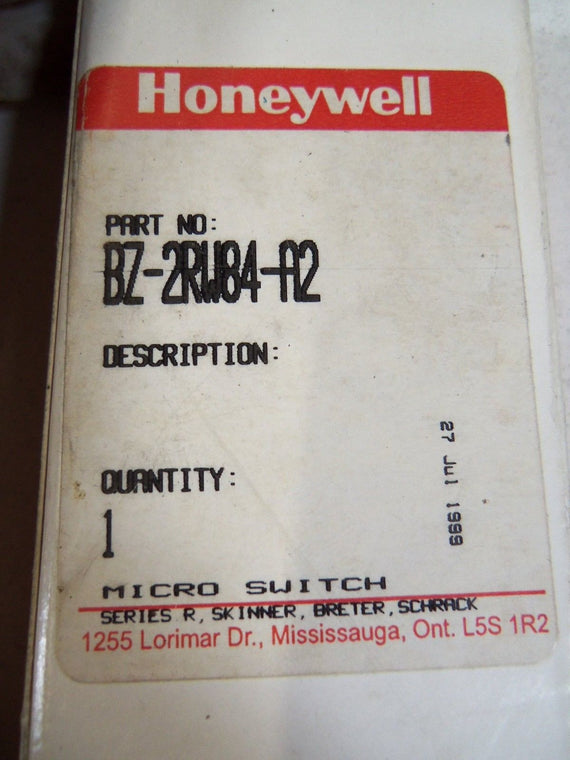 Honeywell
PART NO:
BZ-2RW84-A2
DESCRIPTION:
QUANTITY:
1
27 Jul 1999
MICRO SWITCH
SERIES R, SKINNER, BRETER, SCHRACK
1255 Lorimar Dr., Mississauga, Ont. L5S 1R2